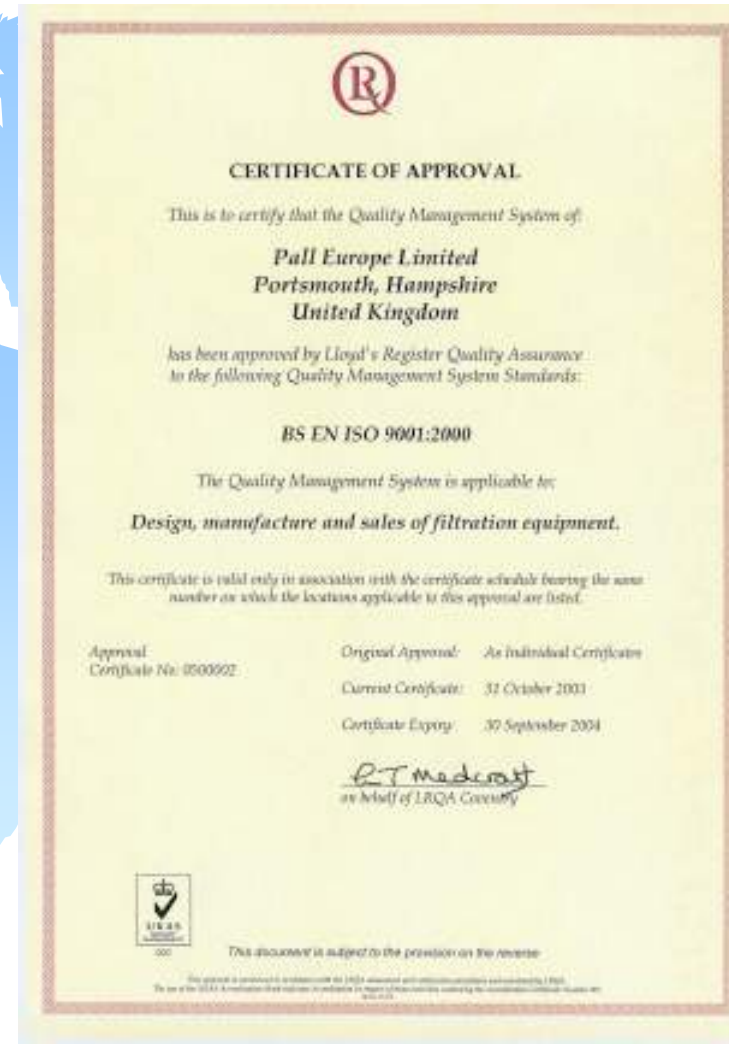 LRQ
CERTIFICATE OF APPROVAL
This is to certify that the Quality Management System of:
Pall Europe Limited
Portsmouth, Hampshire
United Kingdom
has been approved by Lloyd's Register Quality Assurance
to the following Quality Management System Standards:
BS EN ISO 9001:2000
The Quality Management System is applicable to:
Design, manufacture and sales of filtration equipment.
This certificate is valid only in association with the certificate schedule bearing the same
number on which the locations applicable to this approval are listed.
Approval
Certificate No: 0500002
Original Approval: As Individual Certificates
Current Certificate: 31 October 2003
Certificate Expiry: 30 September 2004
on behalf of LRQA Coventry
UKAS
This document is subject to the provision on the reverse